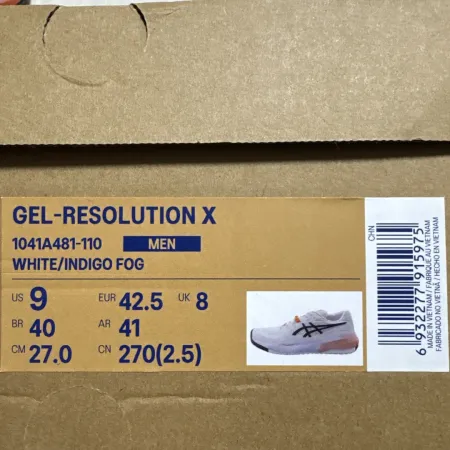 GEL-RESOLUTION X
1041A481-110 MEN
WHITE/INDIGO FOG
US 9 EUR 42.5 UK 8
BR 40 AR 41
CM 27.0 CN 270(2.5)
CHN
6 932277 915975
MADE IN VIETNAM / FABRIQUÉ AU VIETNAM
FABRICADO NO VIETNÃ / HECHO EN VIETNAM